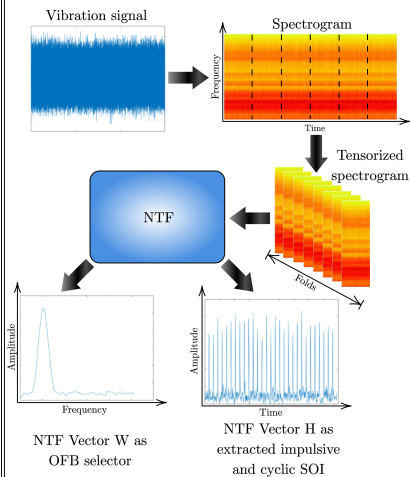 Vibration signal
Spectrogram
Frequency
Time
Tensorized
spectrogram
NTF
Folds
Amplitude
Frequency
Amplitude
Time
NTF Vector W as
OFB selector
NTF Vector H as
extracted impulsive
and cyclic SOI